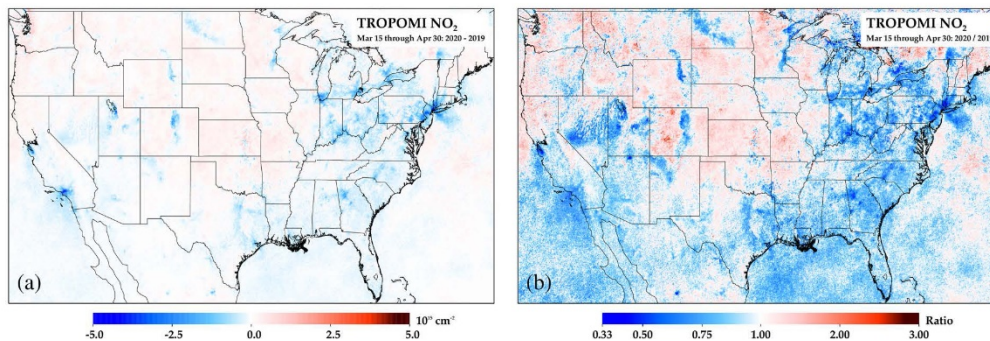 TROPOMI NO₂
Mar 15 through Apr 30: 2020 - 2019
(a)
-5.0 -2.5 0.0 2.5 5.0 10¹⁵ cm⁻²
TROPOMI NO₂
Mar 15 through Apr 30: 2020 / 201
(b)
0.33 0.50 0.75 1.00 2.00 3.00 Ratio